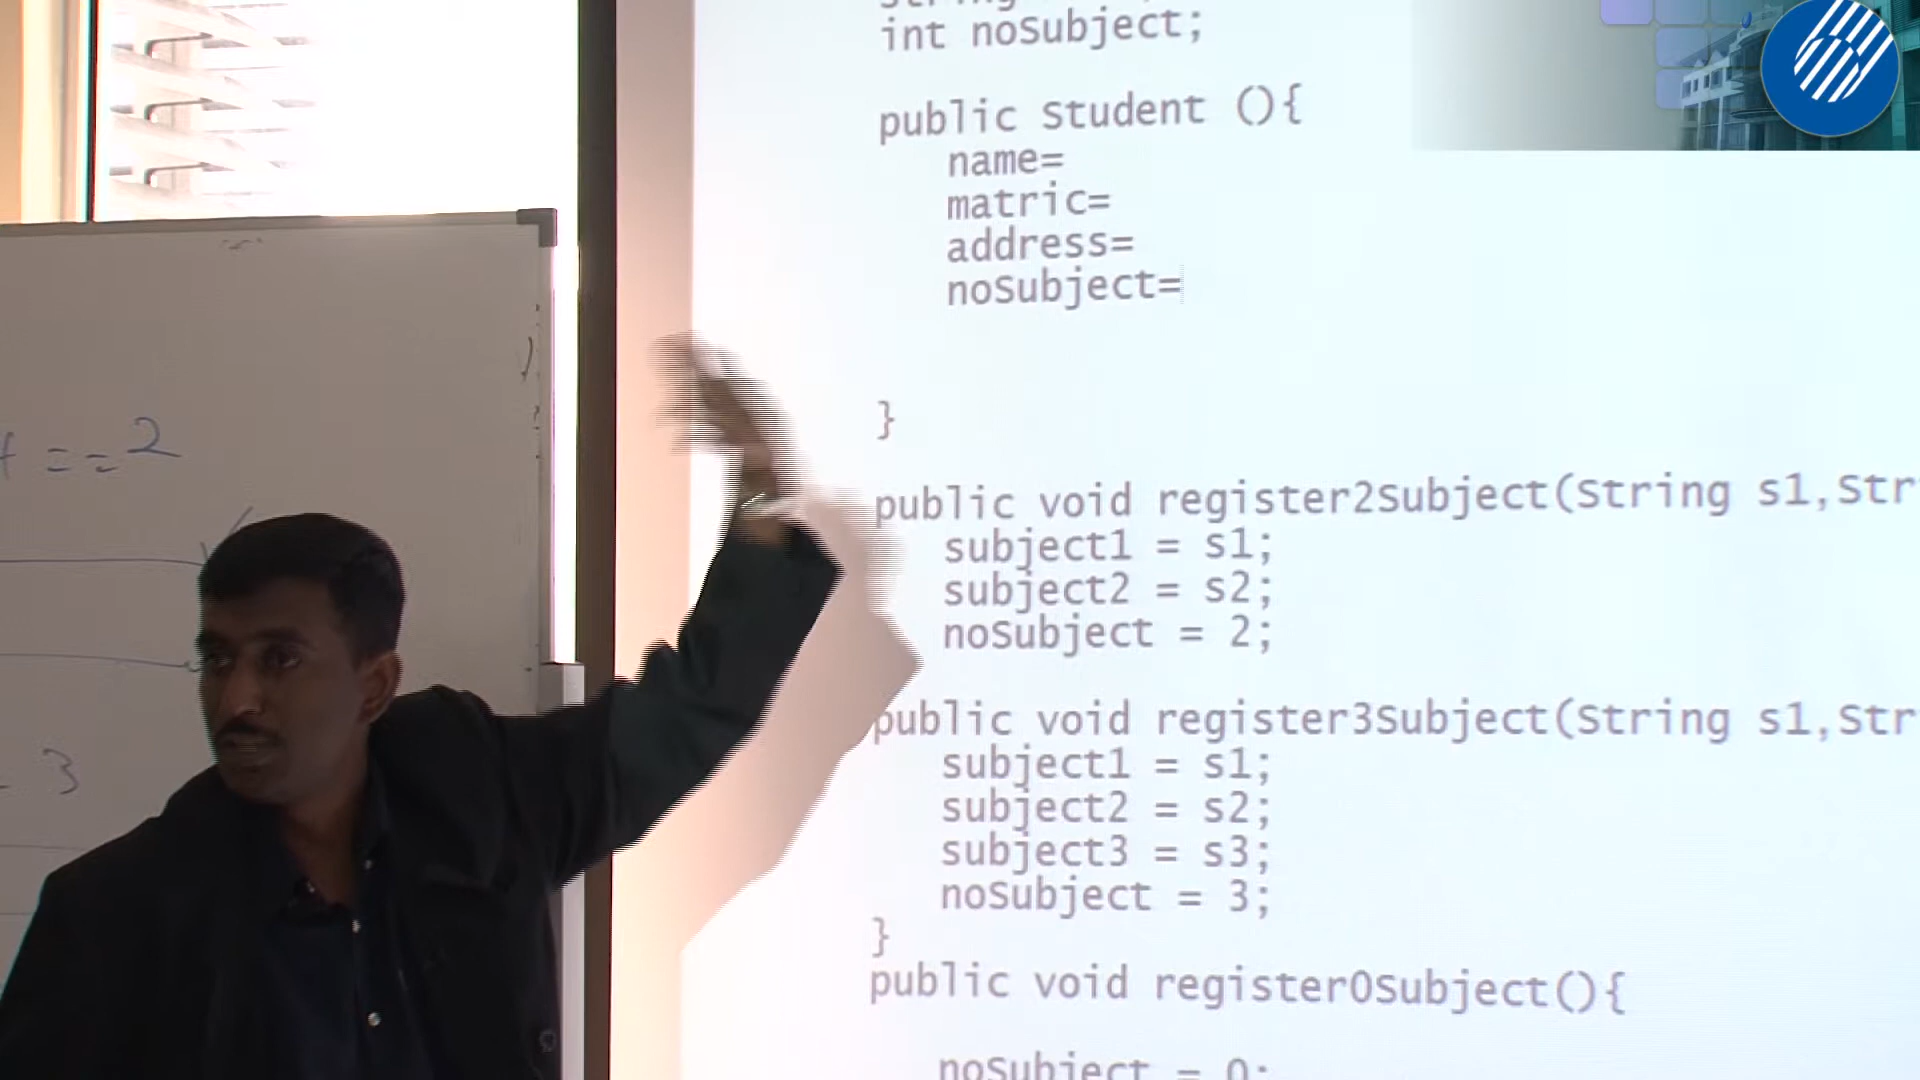 int noSubject;
public student (){
name=
matric=
address=
noSubject=
}
public void register2Subject(String s1,Str
subject1 = s1;
subject2 = s2;
noSubject = 2;
public void register3Subject(String s1,Str
subject1 = s1;
subject2 = s2;
subject3 = s3;
noSubject = 3;
}
public void register0Subject(){
noSubject = 0;
== 2
3